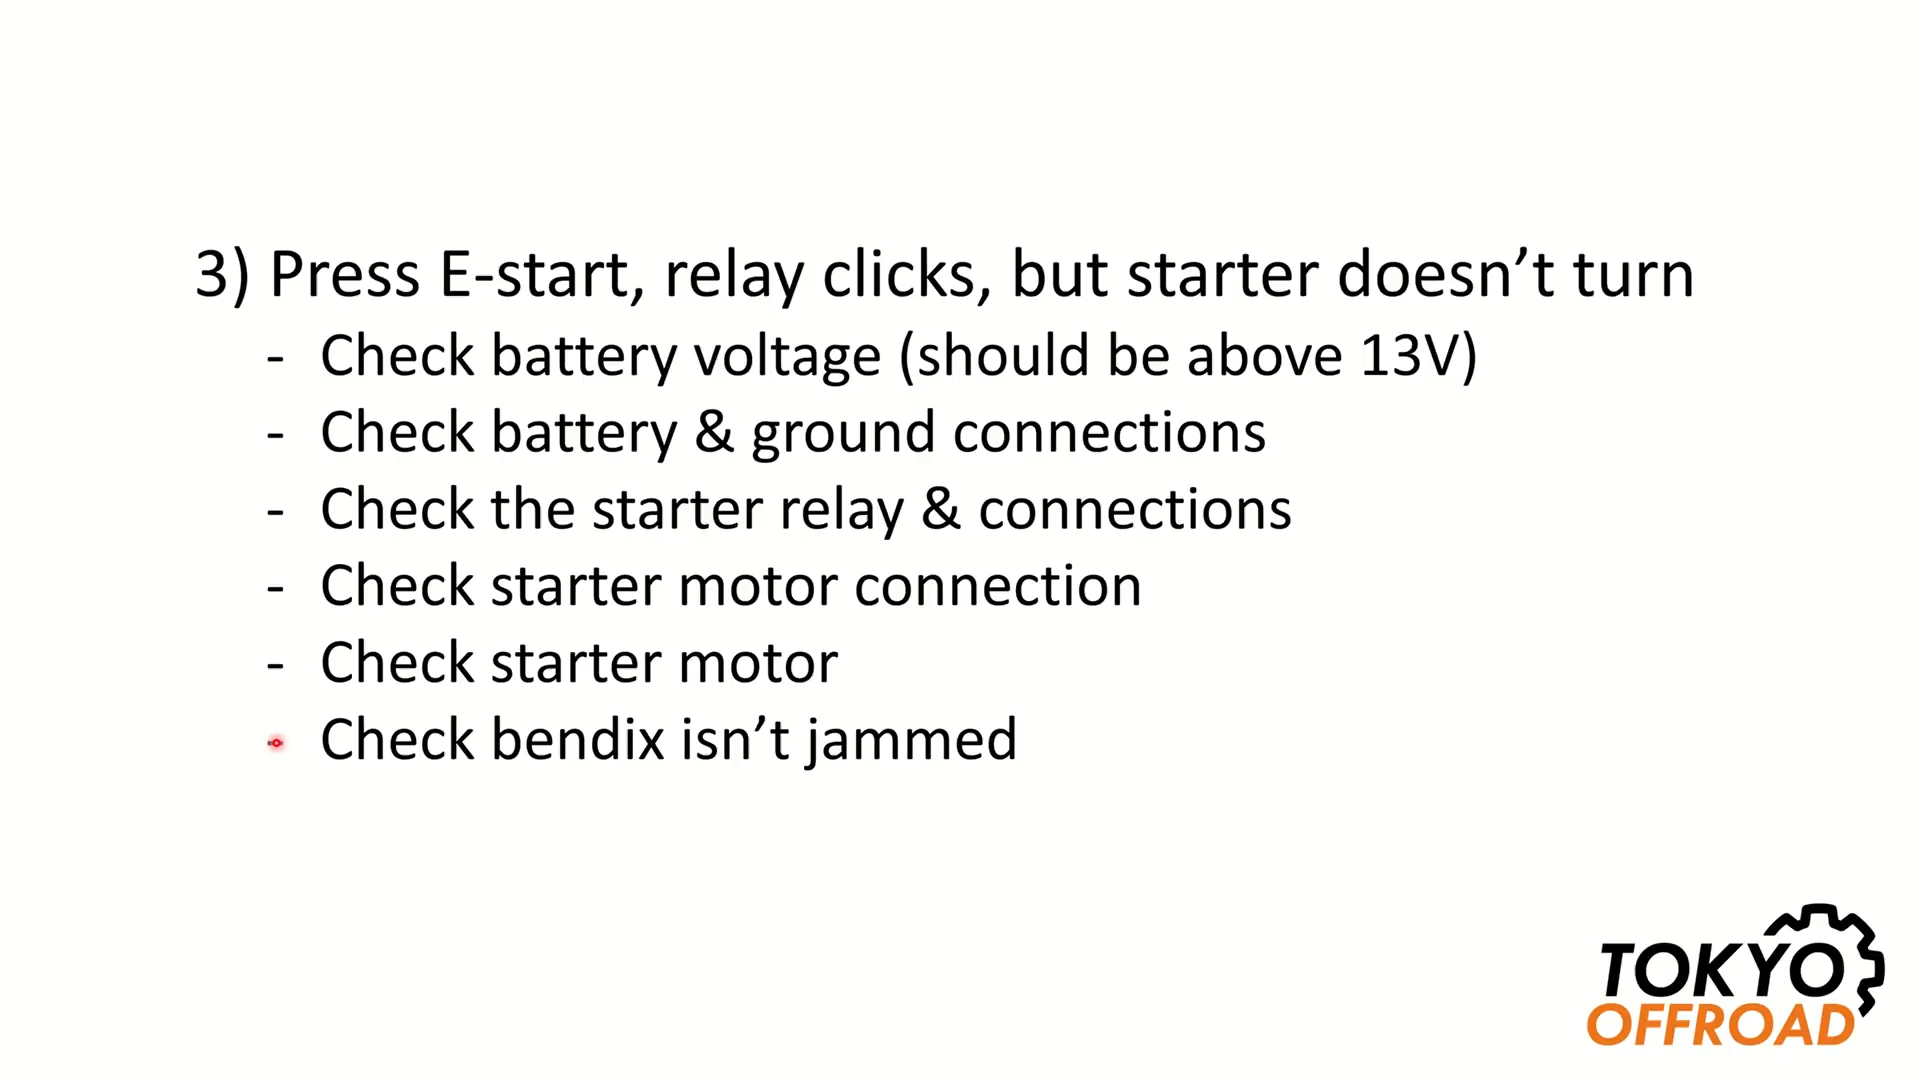 3) Press E-start, relay clicks, but starter doesn’t turn
- Check battery voltage (should be above 13V)
- Check battery & ground connections
- Check the starter relay & connections
- Check starter motor connection
- Check starter motor
- Check bendix isn’t jammed
TOKYO
OFFROAD